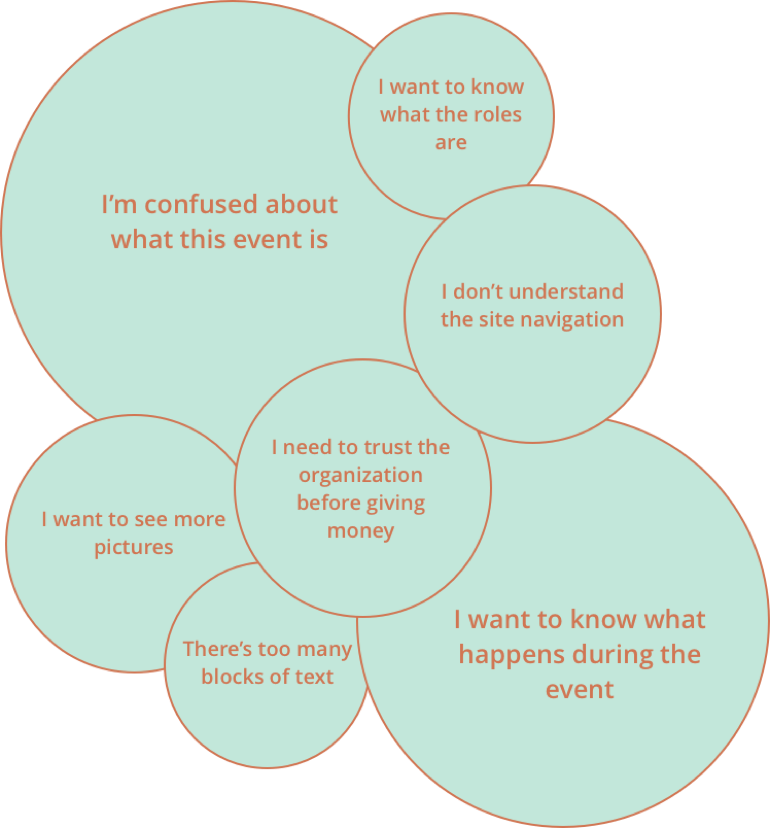 I want to know
what the roles
are
I’m confused about
what this event is
I don’t understand
the site navigation
I need to trust the
organization
before giving
money
I want to see more
pictures
I want to know what
happens during the
event
There’s too many
blocks of text